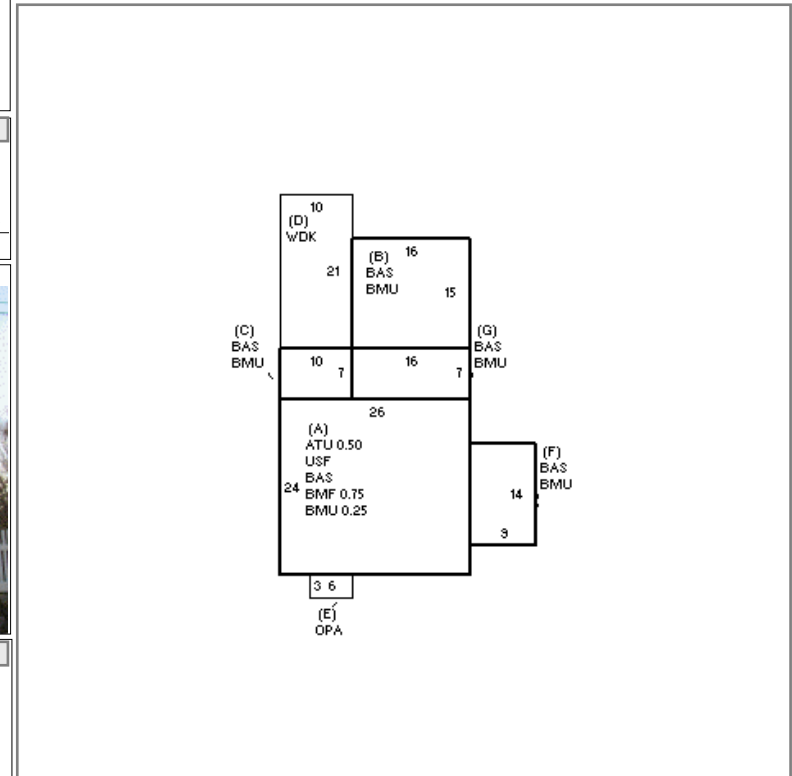 10
(D)
WDK
21
16
(B)
BAS
BMU
15
(C)
BAS
BMU
10
7
16
7
(G)
BAS
BMU
26
(A)
ATU 0.50
USF
BAS
BMF 0.75
BMU 0.25
24
(F)
BAS
BMU
14
9
3 6
(E)
OPA